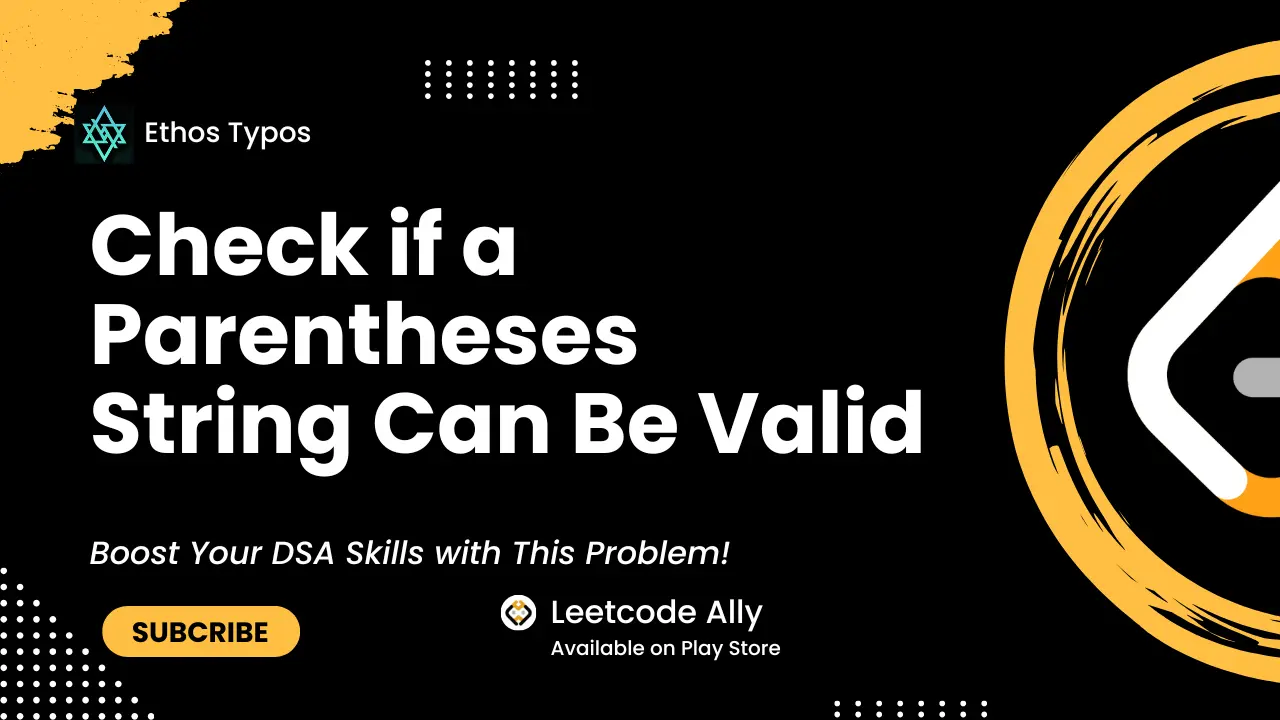 Ethos Typos
Check if a
Parentheses
String Can Be Valid
Boost Your DSA Skills with This Problem!
SUBCRIBE
Leetcode Ally
Available on Play Store